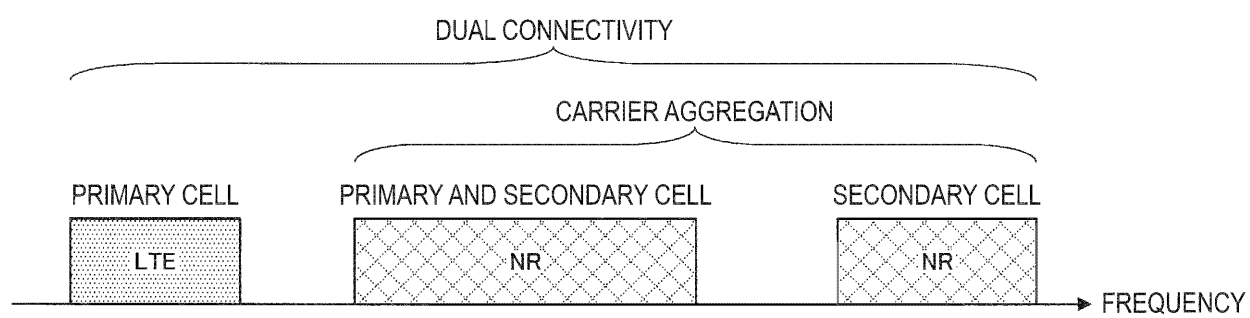 DUAL CONNECTIVITY
CARRIER AGGREGATION
PRIMARY CELL
PRIMARY AND SECONDARY CELL
SECONDARY CELL
LTE
NR
NR
FREQUENCY